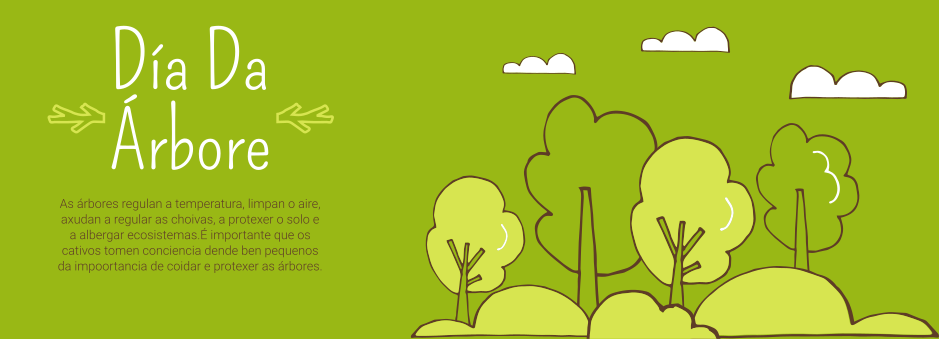 Día Da
Árbore
As árbores regulan a temperatura, limpan o aire,
axudan a regular as choivas, a protexer o solo e
a albergar ecosistemas.É importante que os
cativos tomen conciencia dende ben pequenos
da impoortancia de coidar e protexer as árbores.